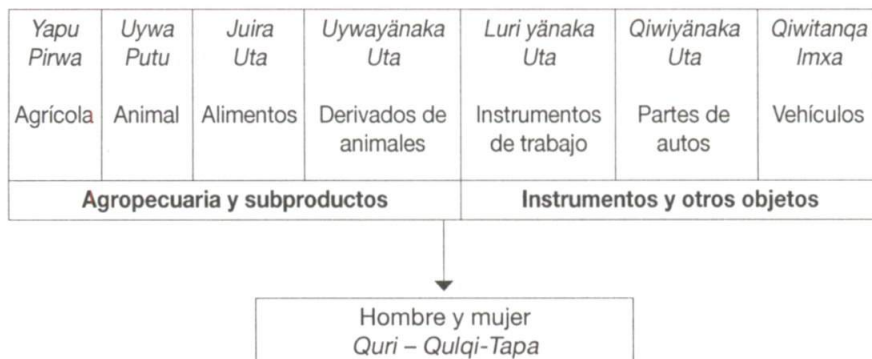 Yapu Pirwa
Agrícola
Uywa Putu
Animal
Juira Uta
Alimentos
Uywayänaka Uta
Derivados de animales
Luri yänaka Uta
Instrumentos de trabajo
Qiwiyänaka Uta
Partes de autos
Qiwitanqa Imxa
Vehículos
Agropecuaria y subproductos
Instrumentos y otros objetos
Hombre y mujer
Quri – Qulqi-Tapa